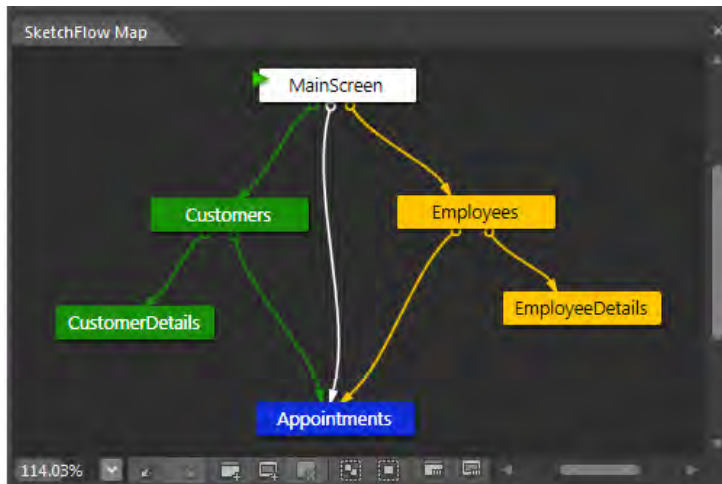 SketchFlow Map
MainScreen
Customers
Employees
CustomerDetails
EmployeeDetails
Appointments
114.03%